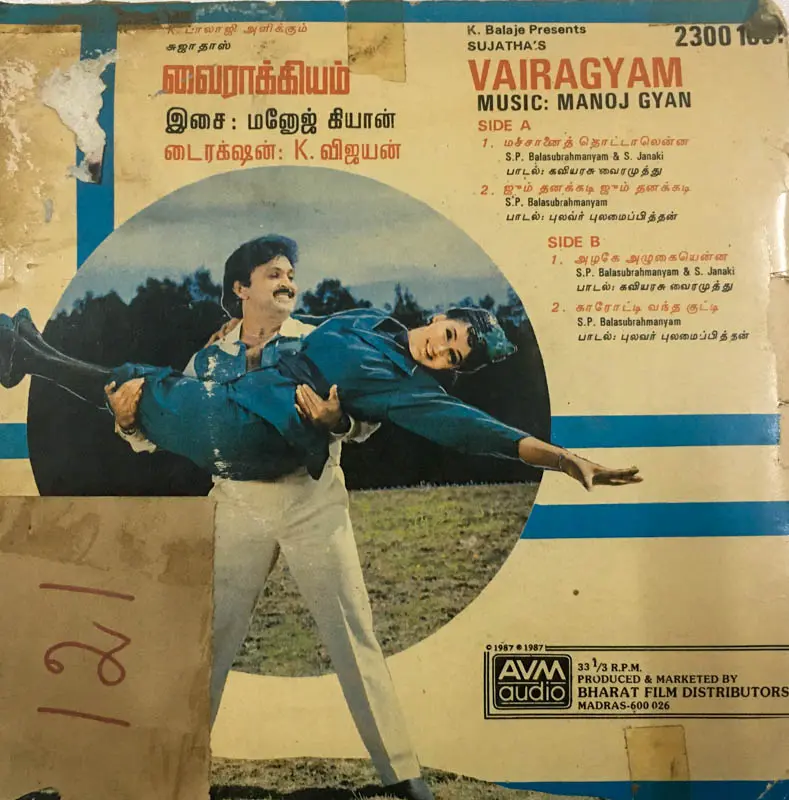 K. பாலாஜி அளிக்கும்
சுஜாதாஸ்
வைராக்கியம்
இசை : மனோஜ் கியான்
டைரக்ஷன்: K. விஜயன்
K. Balaje Presents
SUJATHA'S
2300
VAIRAGYAM
MUSIC: MANOJ GYAN
SIDE A
1. மச்சானைத் தொட்டாலென்ன
S.P. Balasubrahmanyam & S. Janaki
பாடல்: கவியரசு வைரமுத்து
2. ஜும் தனக்கடி ஜும் தனக்கடி
S.P. Balasubrahmanyam
பாடல்: புலவர் புலமைப்பித்தன்
SIDE B
1. அழகே அழுகையென்ன
S.P. Balasubrahmanyam & S. Janaki
பாடல்: கவியரசு வைரமுத்து
2. காரோட்டி வந்த குட்டி
S.P. Balasubrahmanyam
பாடல்: புலவர் புலமைப்பித்தன்
121
© 1987 ℗ 1987
AVM
audio
33 1/3 R.P.M.
PRODUCED & MARKETED BY
BHARAT FILM DISTRIBUTORS
MADRAS-600 026